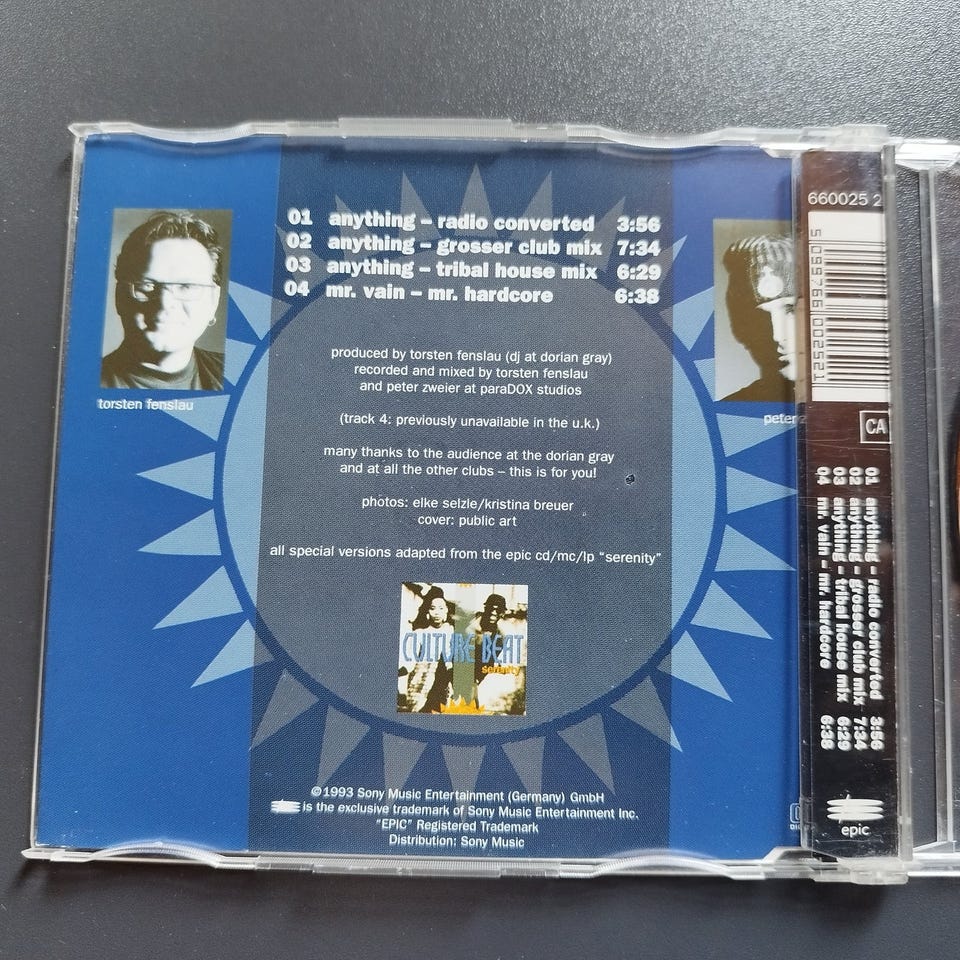 01 anything – radio converted 3:56
02 anything – grosser club mix 7:34
03 anything – tribal house mix 6:29
04 mr. vain – mr. hardcore 6:38
torsten fenslau
produced by torsten fenslau (dj at dorian gray)
recorded and mixed by torsten fenslau
and peter zweier at paraDOX studios
(track 4: previously unavailable in the u.k.)
many thanks to the audience at the dorian gray
and at all the other clubs – this is for you!
photos: elke selzle/kristina breuer
cover: public art
all special versions adapted from the epic cd/mc/lp "serenity"
CULTURE BEAT
serenity
©1993 Sony Music Entertainment (Germany) GmbH
is the exclusive trademark of Sony Music Entertainment Inc.
"EPIC" Registered Trademark
Distribution: Sony Music
peter
660025 2
5 099766 002521
CA
01 anything – radio converted 3:56
02 anything – grosser club mix 7:34
03 anything – tribal house mix 6:29
04 mr. vain – mr. hardcore 6:38
epic